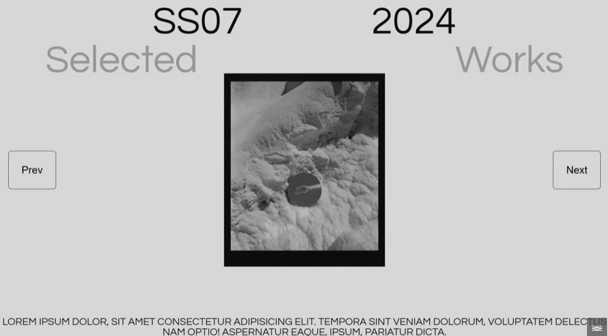 SS07 2024
Selected Works
Prev
Next
LOREM IPSUM DOLOR, SIT AMET CONSECTETUR ADIPISICING ELIT. TEMPORA SINT VENIAM DOLORUM, VOLUPTATEM DELECTUS
NAM OPTIO! ASPERNATUR EAQUE, IPSUM, PARIATUR DICTA.